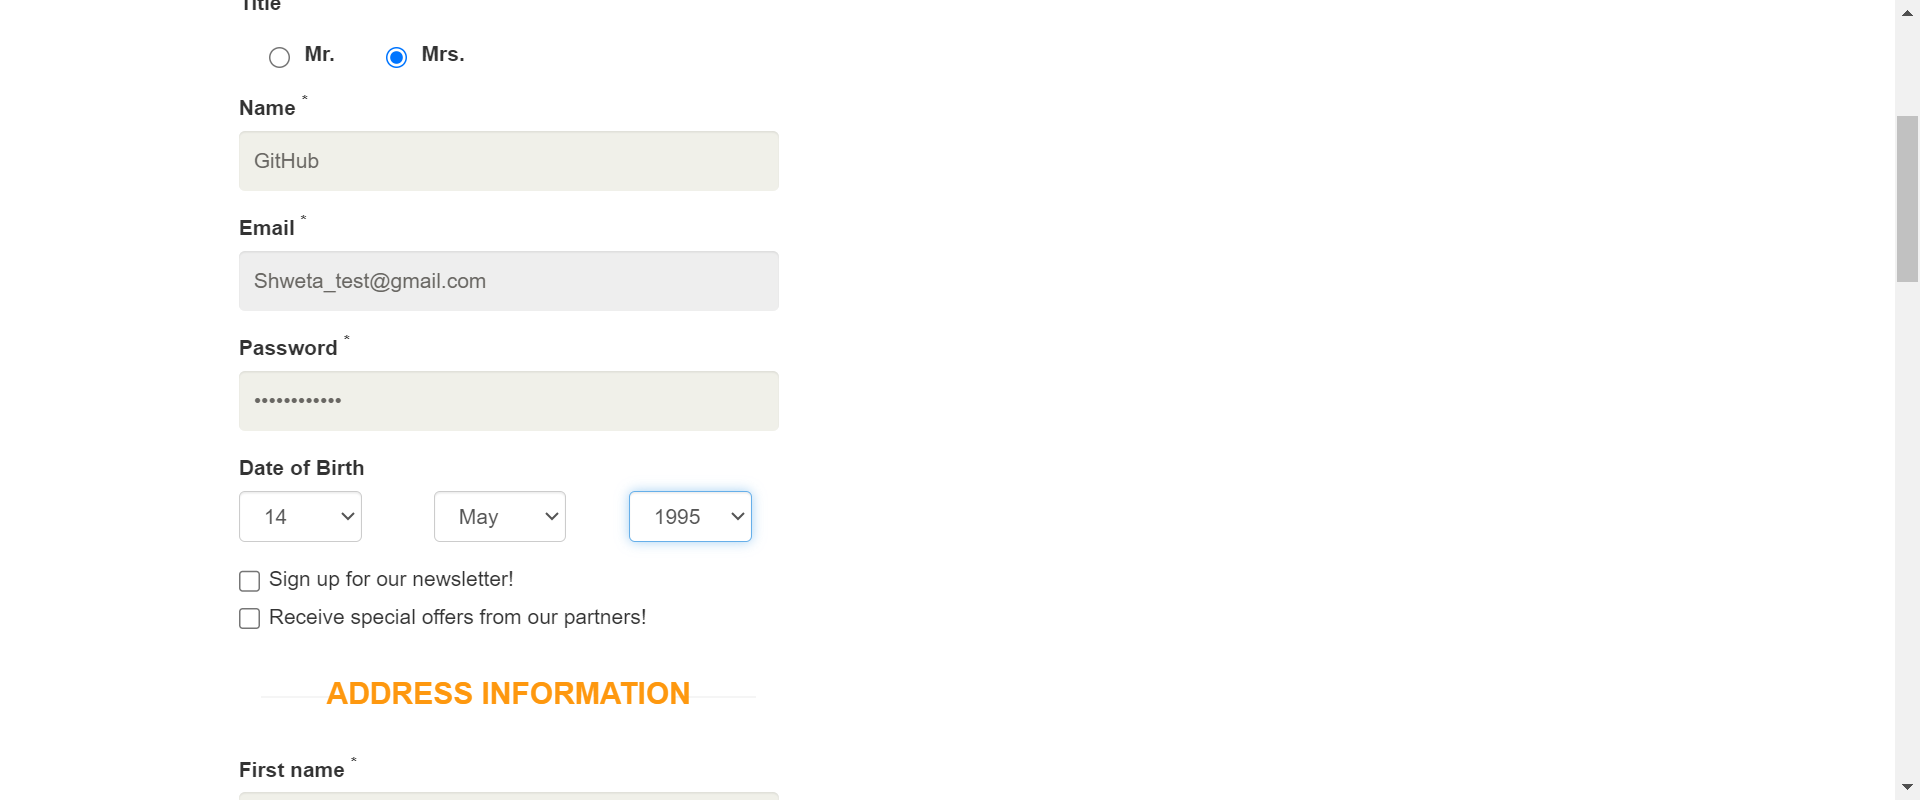 Title
Mr. Mrs.
Name *
GitHub
Email *
Shweta_test@gmail.com
Password *
••••••••••••
Date of Birth
14 May 1995
Sign up for our newsletter!
Receive special offers from our partners!
ADDRESS INFORMATION
First name *